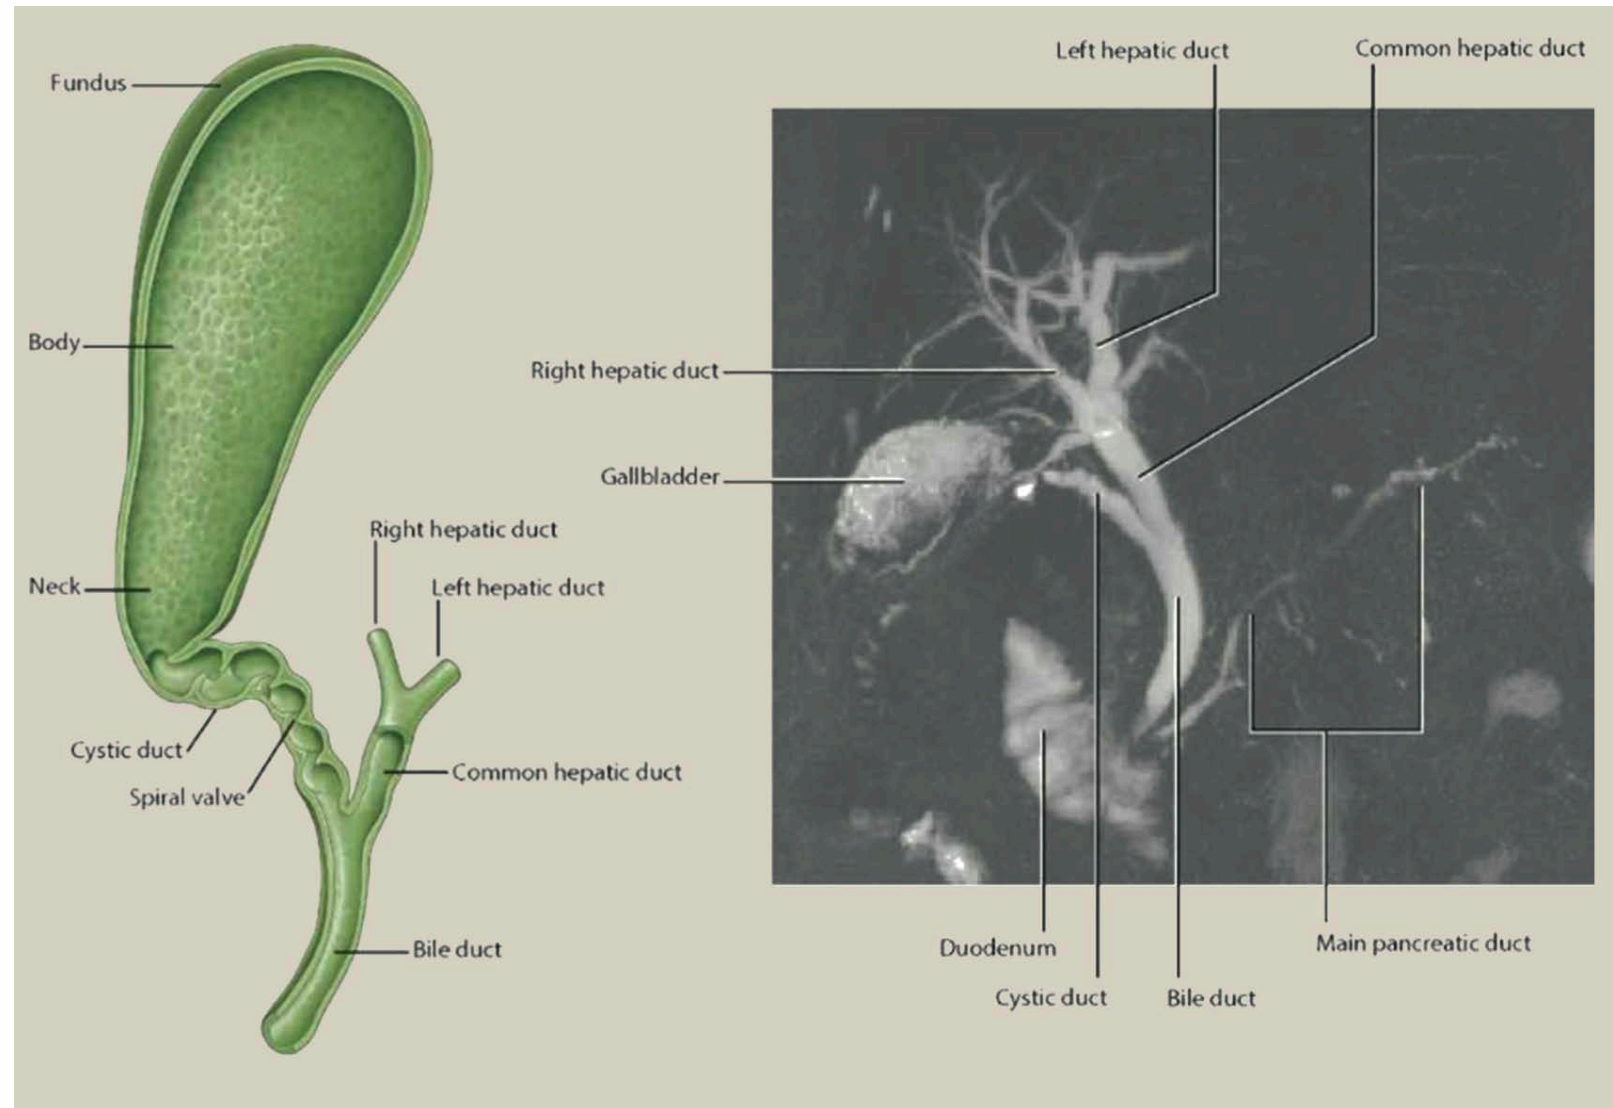 Fundus
Body
Neck
Right hepatic duct
Left hepatic duct
Cystic duct
Spiral valve
Common hepatic duct
Bile duct
Left hepatic duct
Common hepatic duct
Right hepatic duct
Gallbladder
Duodenum
Main pancreatic duct
Cystic duct
Bile duct